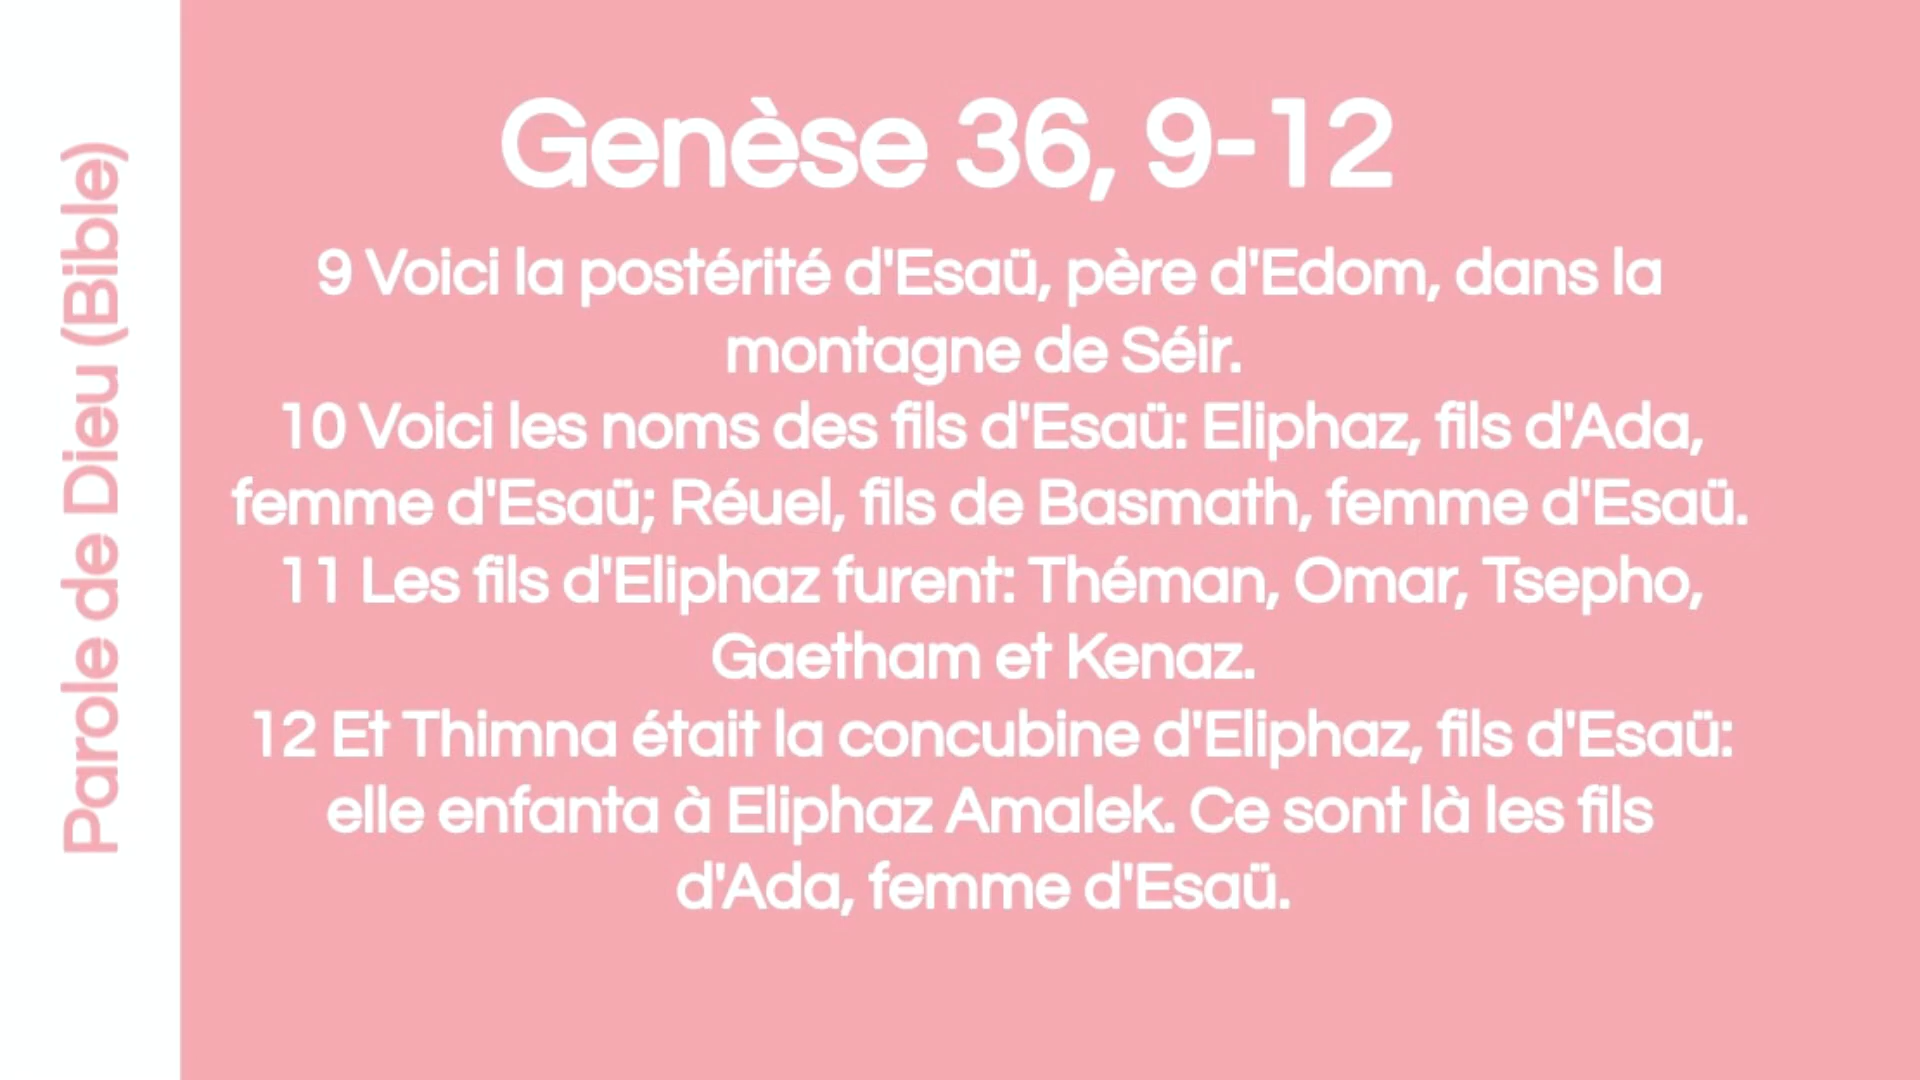 Parole de Dieu (Bible)
Genèse 36, 9-12
9 Voici la postérité d'Esaü, père d'Edom, dans la
montagne de Séir.
10 Voici les noms des fils d'Esaü: Eliphaz, fils d'Ada,
femme d'Esaü; Réuel, fils de Basmath, femme d'Esaü.
11 Les fils d'Eliphaz furent: Théman, Omar, Tsepho,
Gaetham et Kenaz.
12 Et Thimna était la concubine d'Eliphaz, fils d'Esaü:
elle enfanta à Eliphaz Amalek. Ce sont là les fils
d'Ada, femme d'Esaü.